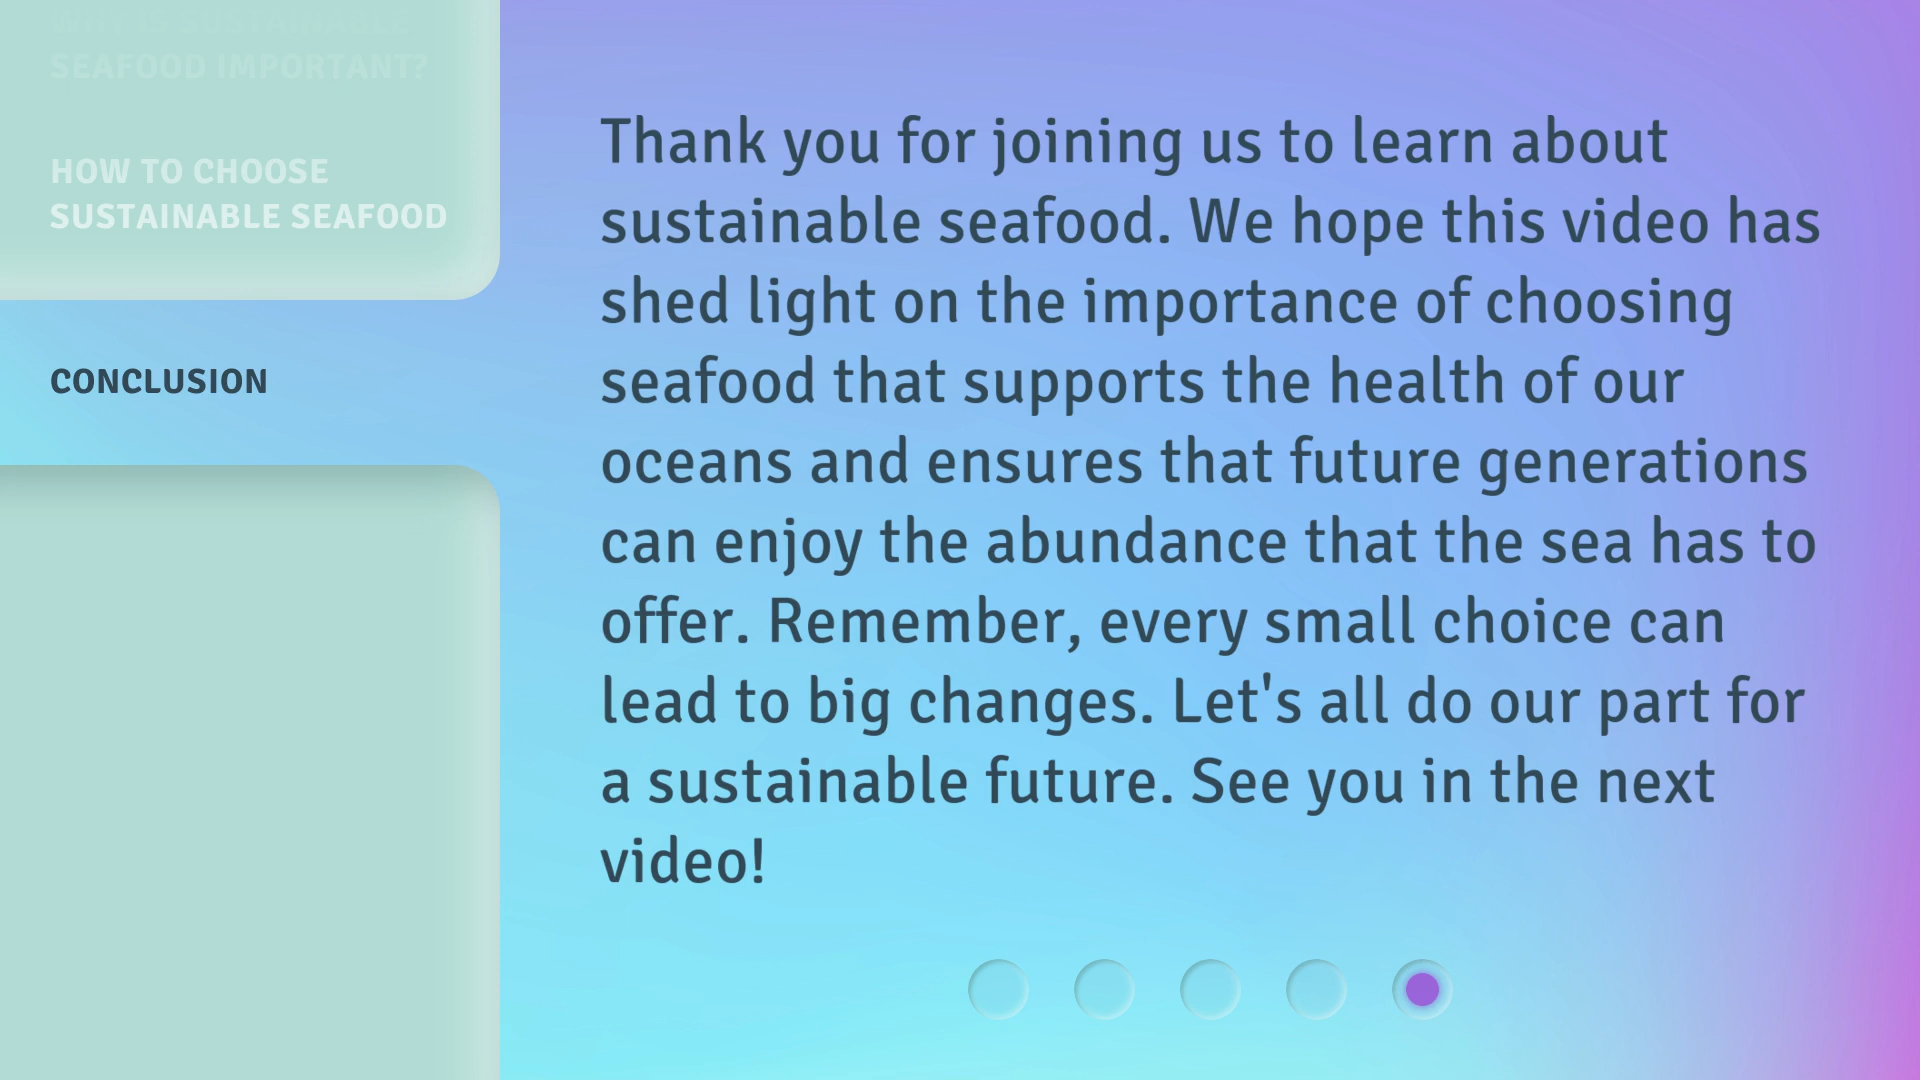 WHY IS SUSTAINABLE
SEAFOOD IMPORTANT?
HOW TO CHOOSE
SUSTAINABLE SEAFOOD
CONCLUSION
Thank you for joining us to learn about
sustainable seafood. We hope this video has
shed light on the importance of choosing
seafood that supports the health of our
oceans and ensures that future generations
can enjoy the abundance that the sea has to
offer. Remember, every small choice can
lead to big changes. Let's all do our part for
a sustainable future. See you in the next
video!